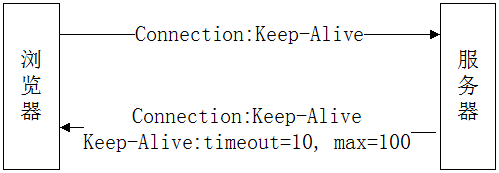 浏览器
Connection:Keep-Alive
服务器
Connection:Keep-Alive
Keep-Alive:timeout=10, max=100